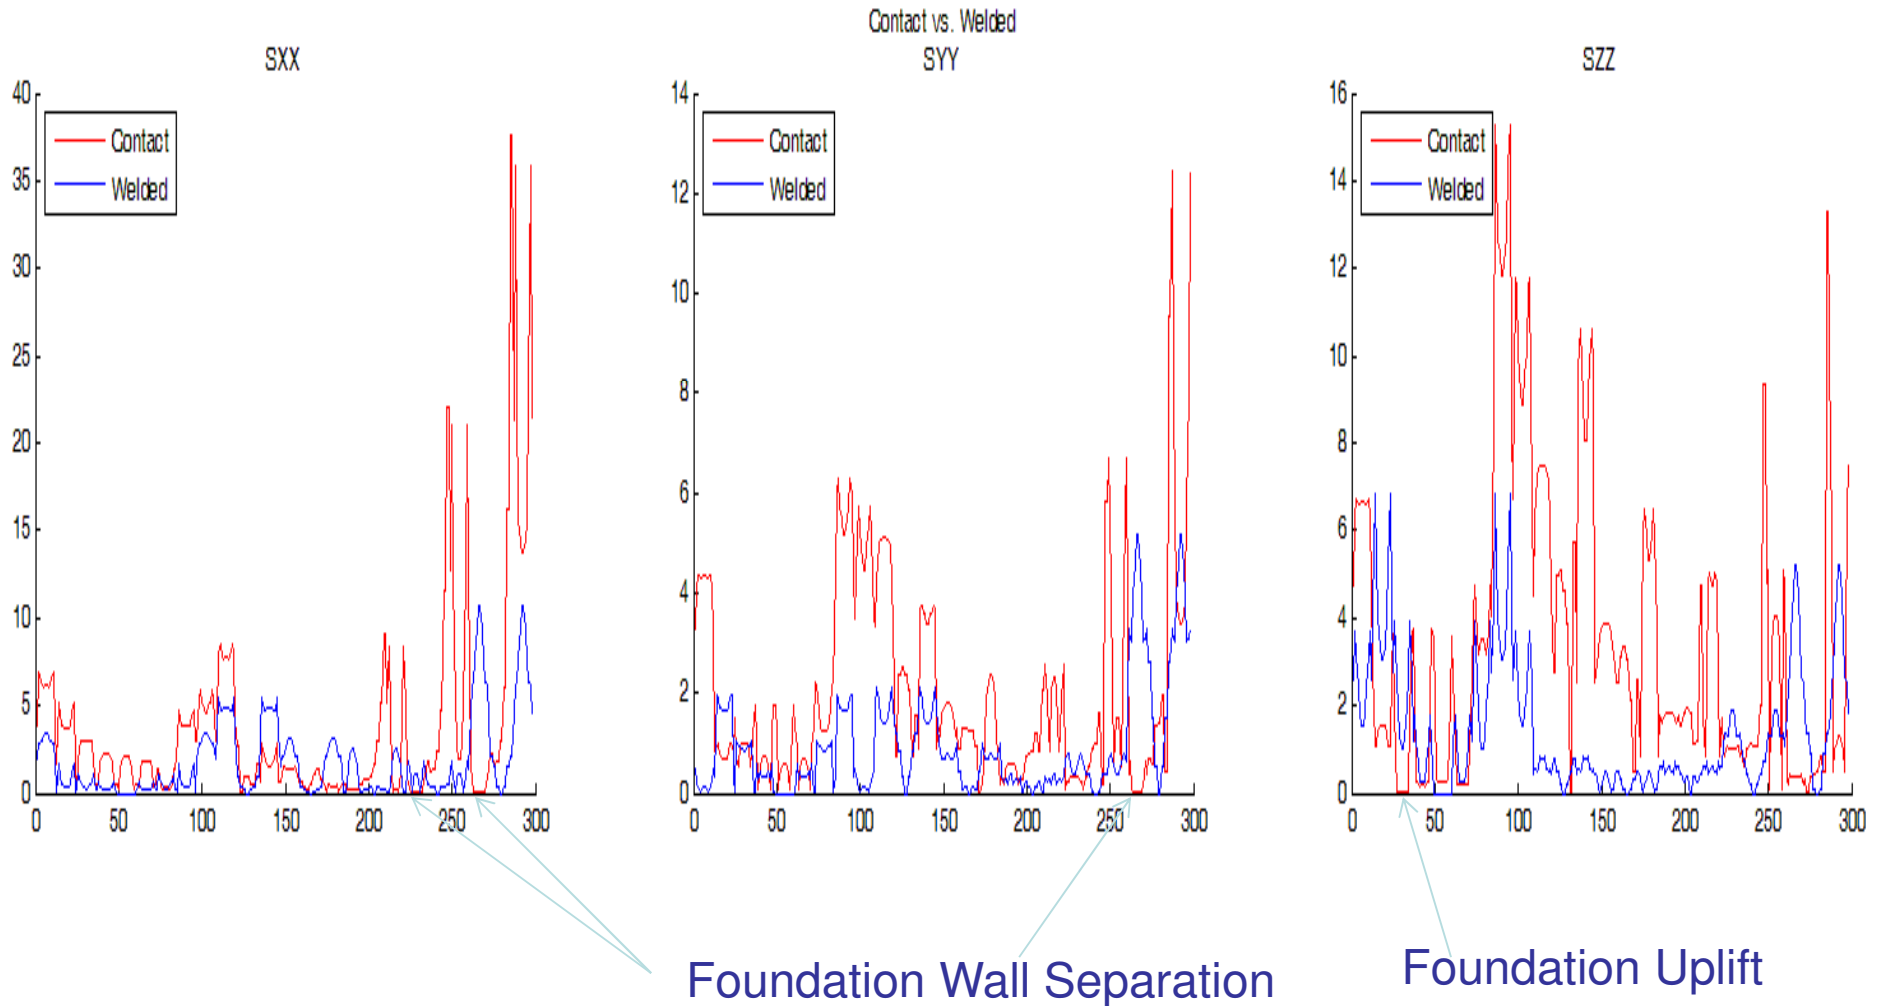 Contact vs. Welded
SXX
40
35
30
25
20
15
10
5
0
Contact
Welded
0 50 100 150 200 250 300
SYY
14
12
10
8
6
4
2
0
Contact
Welded
0 50 100 150 200 250 300
SZZ
16
14
12
10
8
6
4
2
0
Contact
Welded
0 50 100 150 200 250 300
Foundation Wall Separation
Foundation Uplift